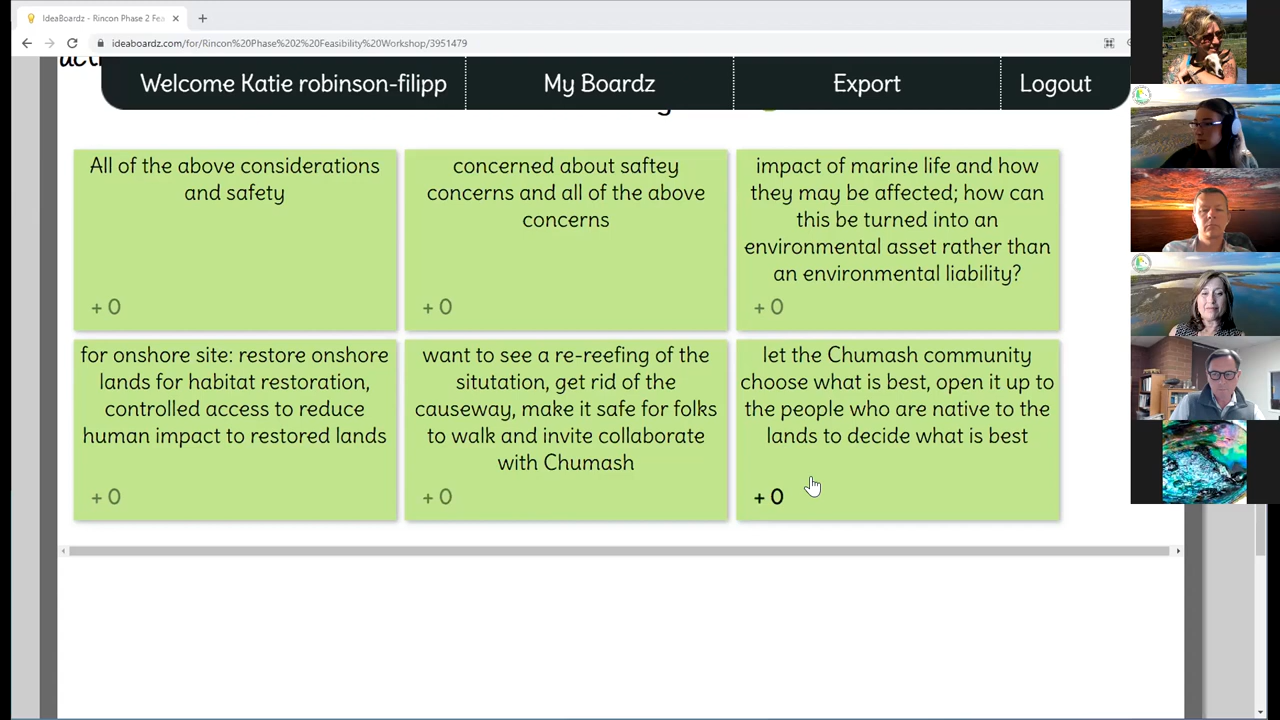 IdeaBoardz - Rincon Phase 2 Fea
ideaboardz.com/for/Rincon%20Phase%202%20Feasibility%20Workshop/3951479
Welcome Katie robinson-filipp
My Boardz
Export
Logout
All of the above considerations
and safety
+ 0
concerned about saftey
concerns and all of the above
concerns
+ 0
impact of marine life and how
they may be affected; how can
this be turned into an
environmental asset rather than
an environmental liability?
+ 0
for onshore site: restore onshore
lands for habitat restoration,
controlled access to reduce
human impact to restored lands
+ 0
want to see a re-reefing of the
situtation, get rid of the
causeway, make it safe for folks
to walk and invite collaborate
with Chumash
+ 0
let the Chumash community
choose what is best, open it up to
the people who are native to the
lands to decide what is best
+ 0